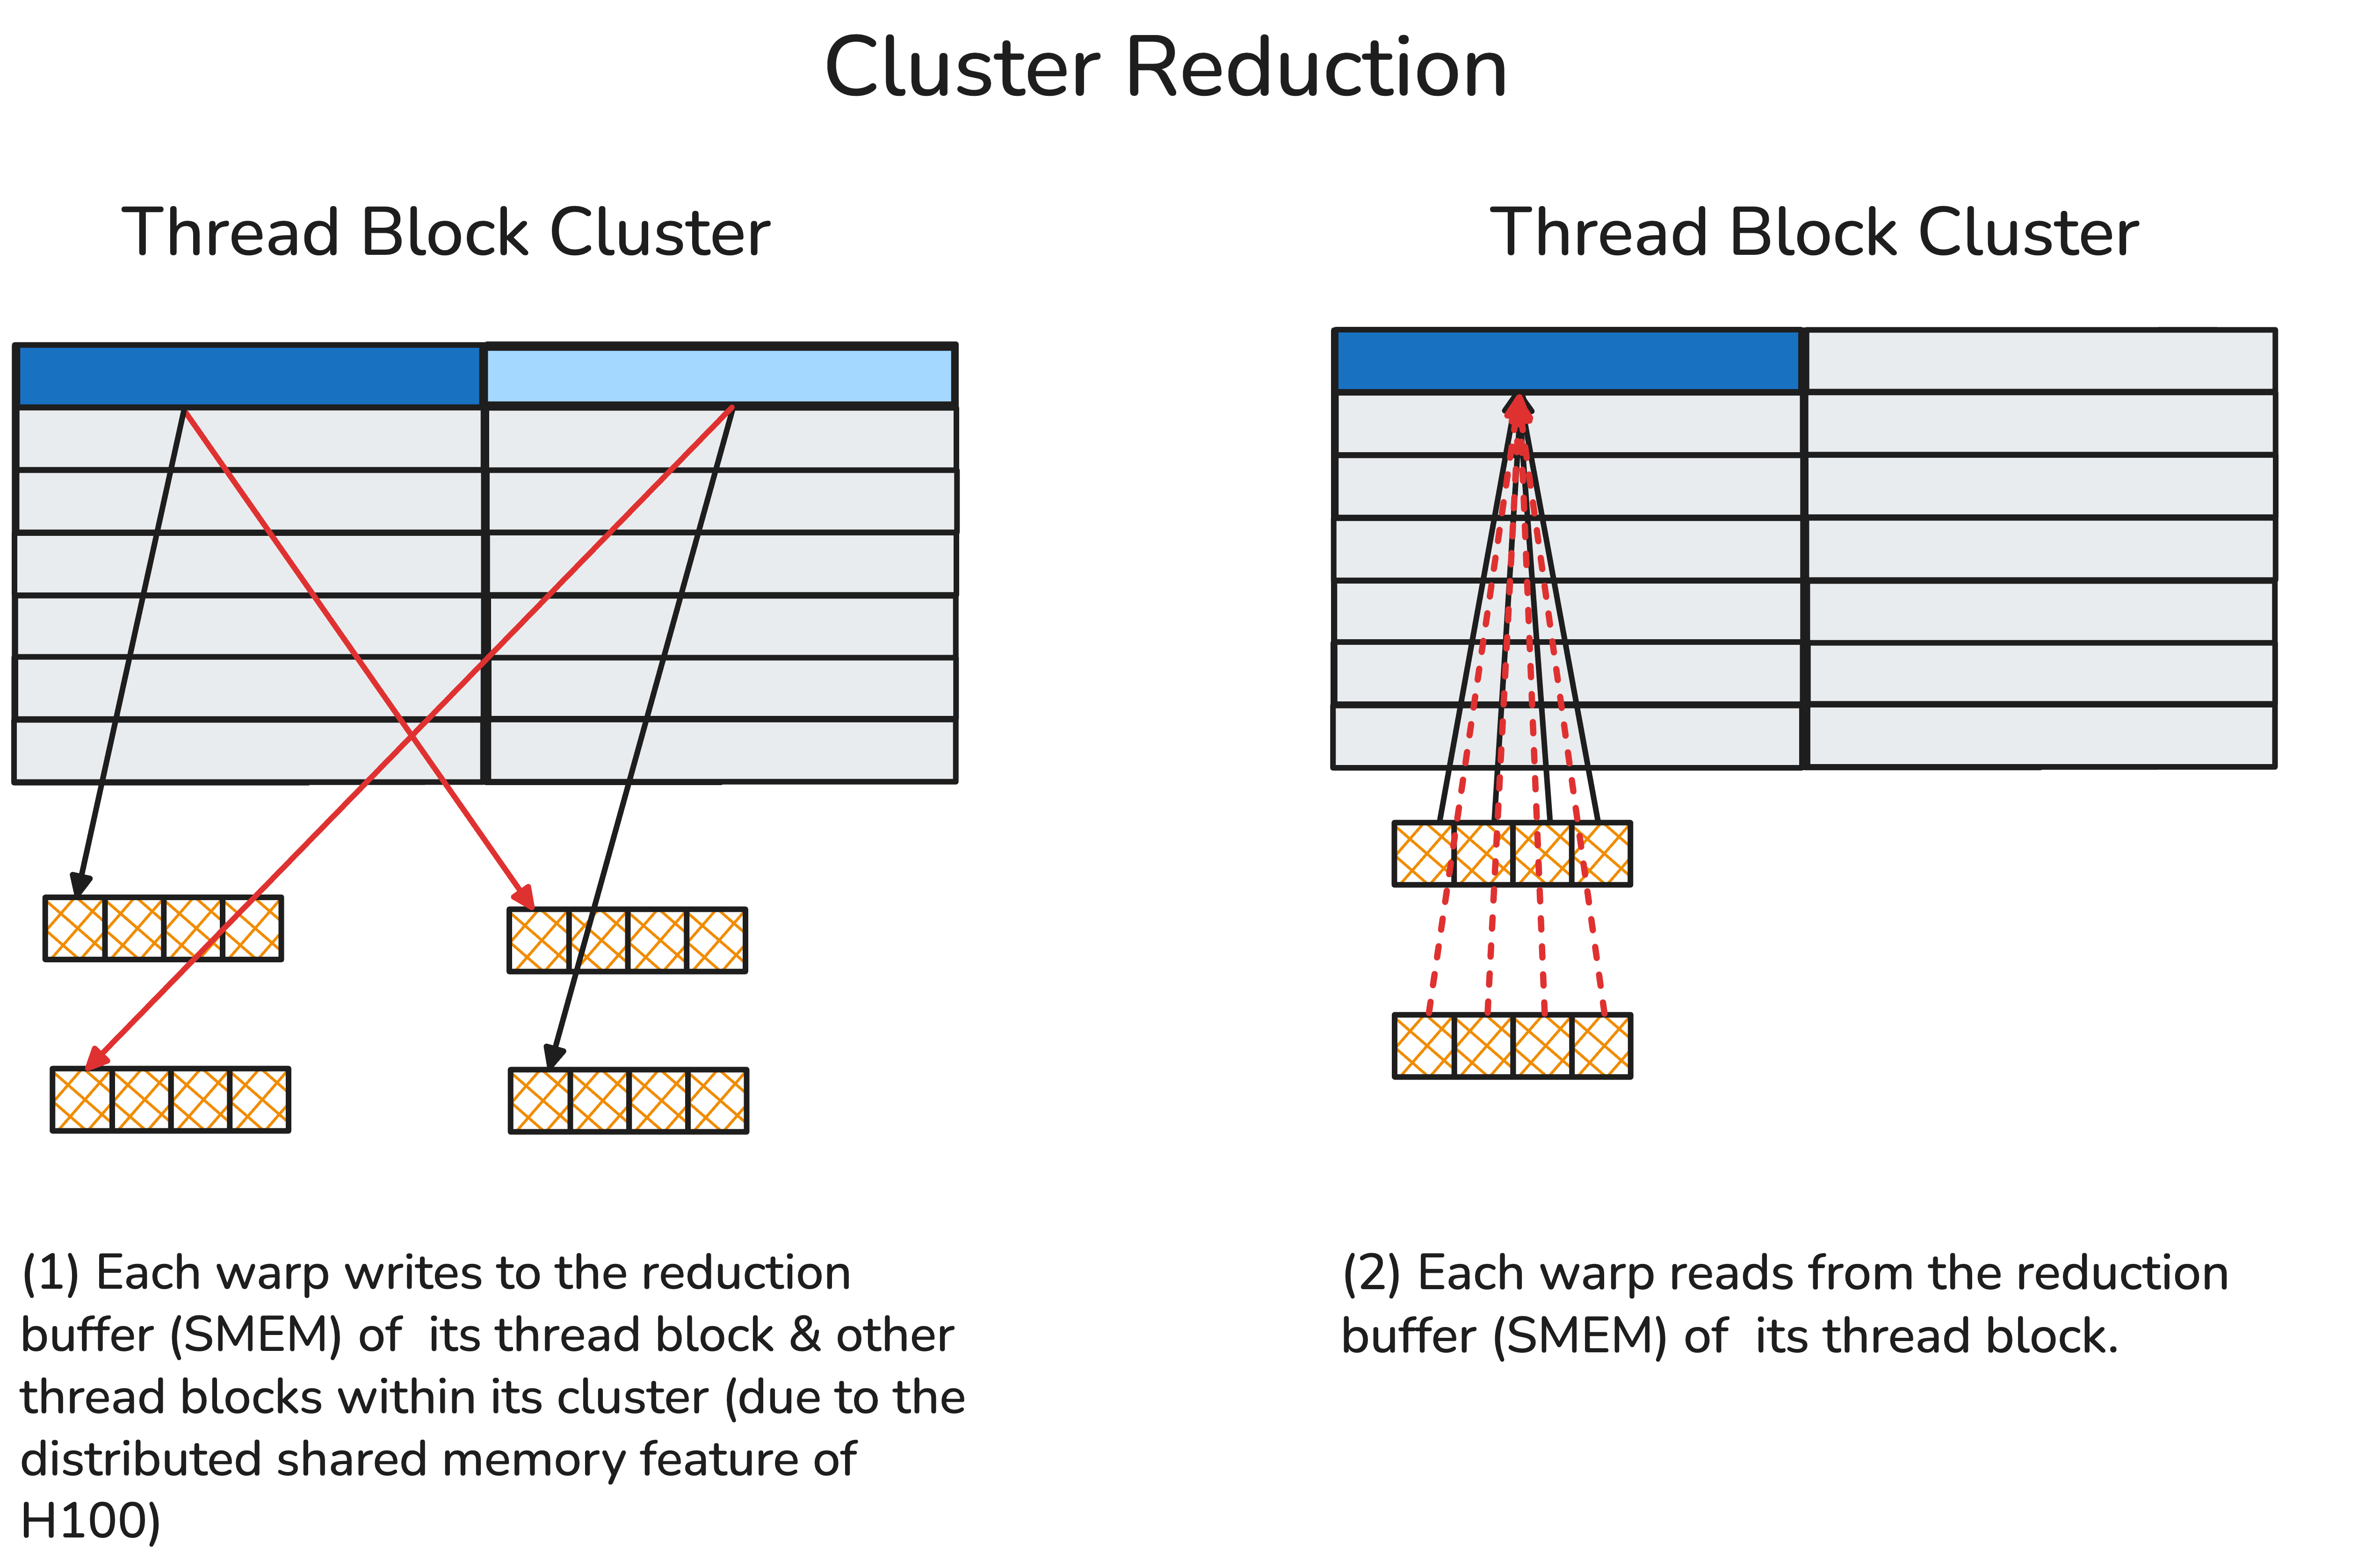 Cluster Reduction
Thread Block Cluster
Thread Block Cluster
(1) Each warp writes to the reduction
buffer (SMEM) of  its thread block & other
thread blocks within its cluster (due to the
distributed shared memory feature of
H100)
(2) Each warp reads from the reduction
buffer (SMEM) of  its thread block.